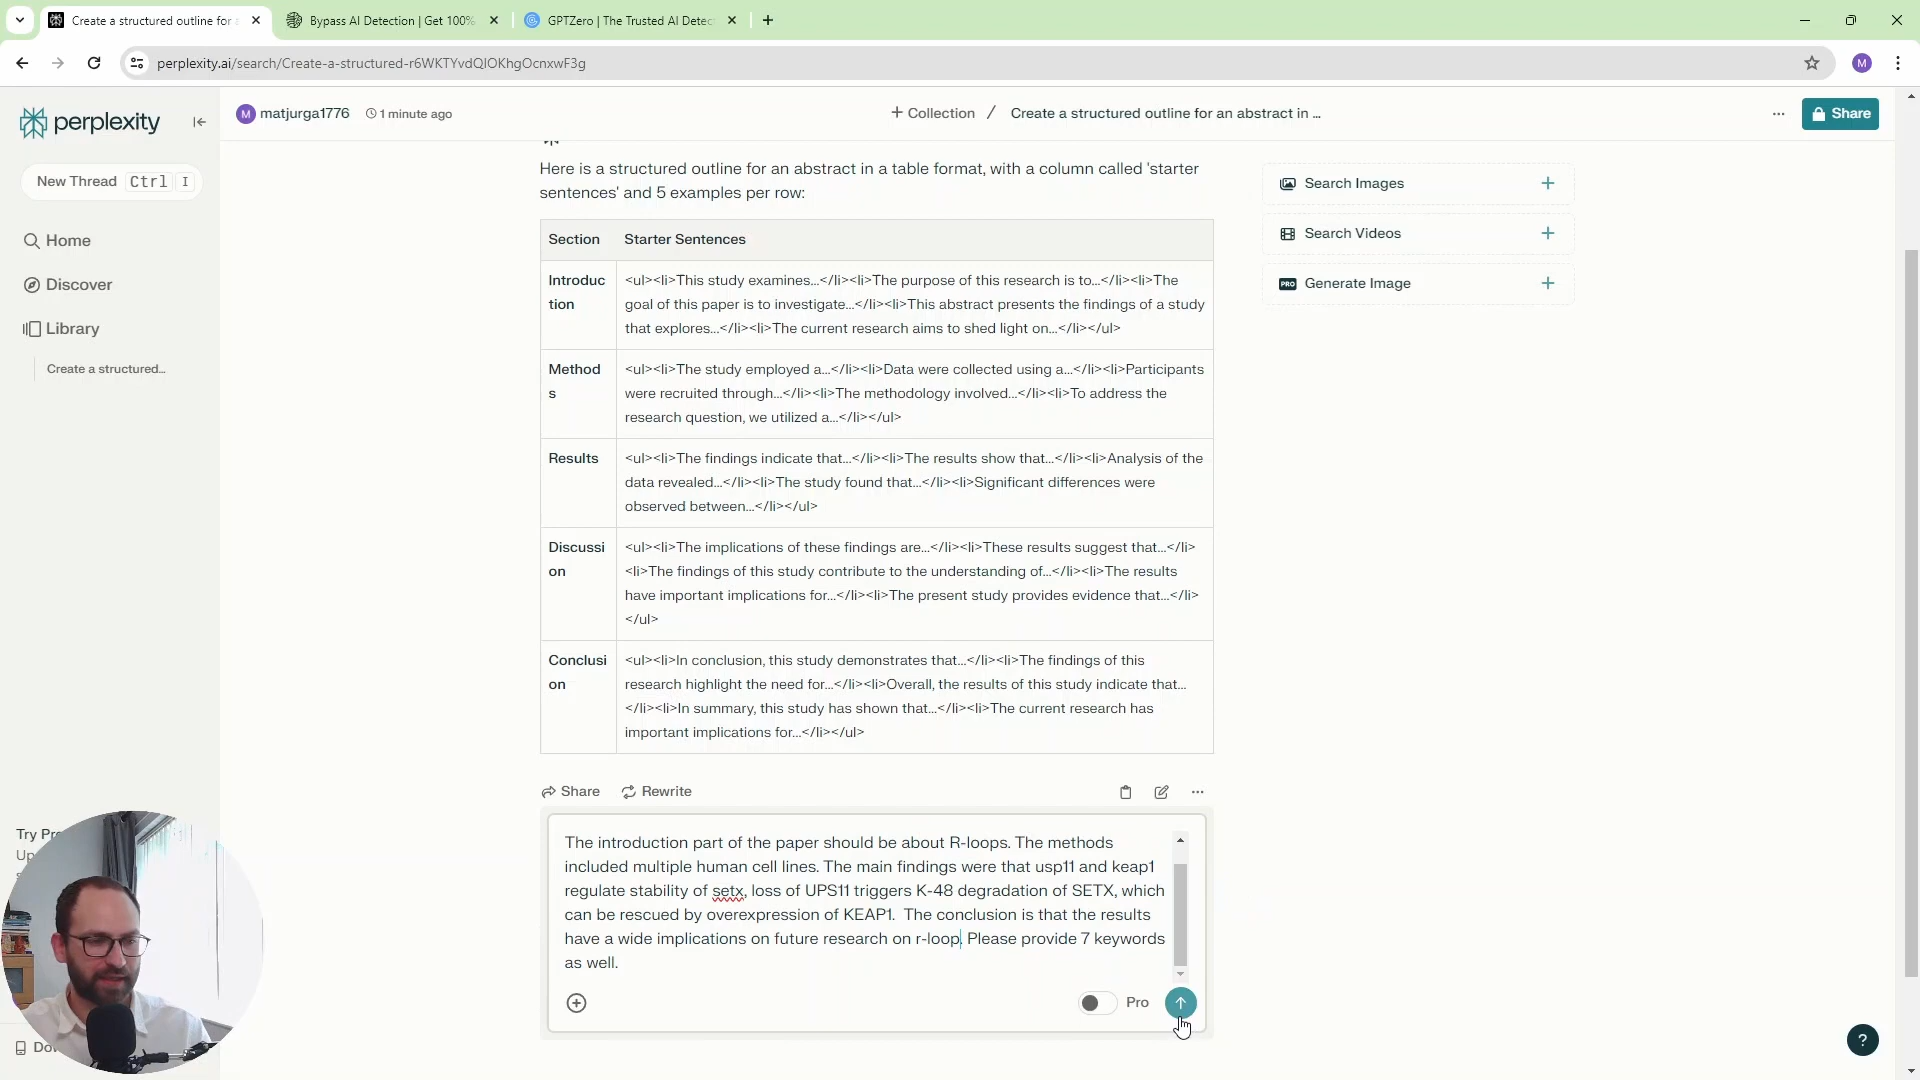 Create a structured outline for a
Bypass AI Detection | Get 100%
GPTZero | The Trusted AI Detec
perplexity.ai/search/Create-a-structured-r6WKTYvdQIOKhgOcnxwF3g
M
perplexity
M matjurga1776 1 minute ago
+ Collection / Create a structured outline for an abstract in ...
Share
New Thread Ctrl I
Home
Discover
Library
Create a structured...
Here is a structured outline for an abstract in a table format, with a column called 'starter
sentences' and 5 examples per row:
Section Starter Sentences
Introduc
tion
<ul><li>This study examines...</li><li>The purpose of this research is to...</li><li>The
goal of this paper is to investigate...</li><li>This abstract presents the findings of a study
that explores...</li><li>The current research aims to shed light on...</li></ul>
Method
s
<ul><li>The study employed a...</li><li>Data were collected using a...</li><li>Participants
were recruited through...</li><li>The methodology involved...</li><li>To address the
research question, we utilized a...</li></ul>
Results
<ul><li>The findings indicate that...</li><li>The results show that...</li><li>Analysis of the
data revealed...</li><li>The study found that...</li><li>Significant differences were
observed between...</li></ul>
Discussi
on
<ul><li>The implications of these findings are...</li><li>These results suggest that...</li>
<li>The findings of this study contribute to the understanding of...</li><li>The results
have important implications for...</li><li>The present study provides evidence that...</li>
</ul>
Conclusi
on
<ul><li>In conclusion, this study demonstrates that...</li><li>The findings of this
research highlight the need for...</li><li>Overall, the results of this study indicate that...
</li><li>In summary, this study has shown that...</li><li>The current research has
important implications for...</li></ul>
Search Images
Search Videos
PRO Generate Image
Share Rewrite
The introduction part of the paper should be about R-loops. The methods
included multiple human cell lines. The main findings were that usp11 and keap1
regulate stability of setx, loss of UPS11 triggers K-48 degradation of SETX, which
can be rescued by overexpression of KEAP1.  The conclusion is that the results
have a wide implications on future research on r-loop. Please provide 7 keywords
as well.
Pro
Try Pr
Up
Do
?